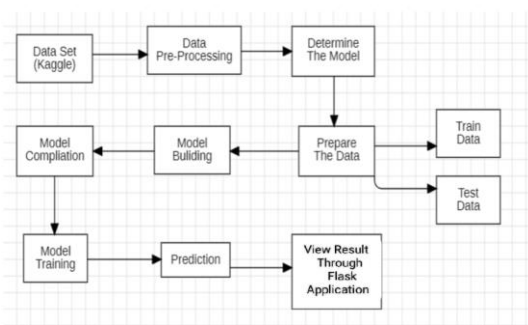 Data Set
(Kaggle)
Data
Pre-Processing
Determine
The Model
Model
Compliation
Model
Buliding
Prepare
The Data
Train
Data
Test
Data
Model
Training
Prediction
View Result
Through
Flask
Application